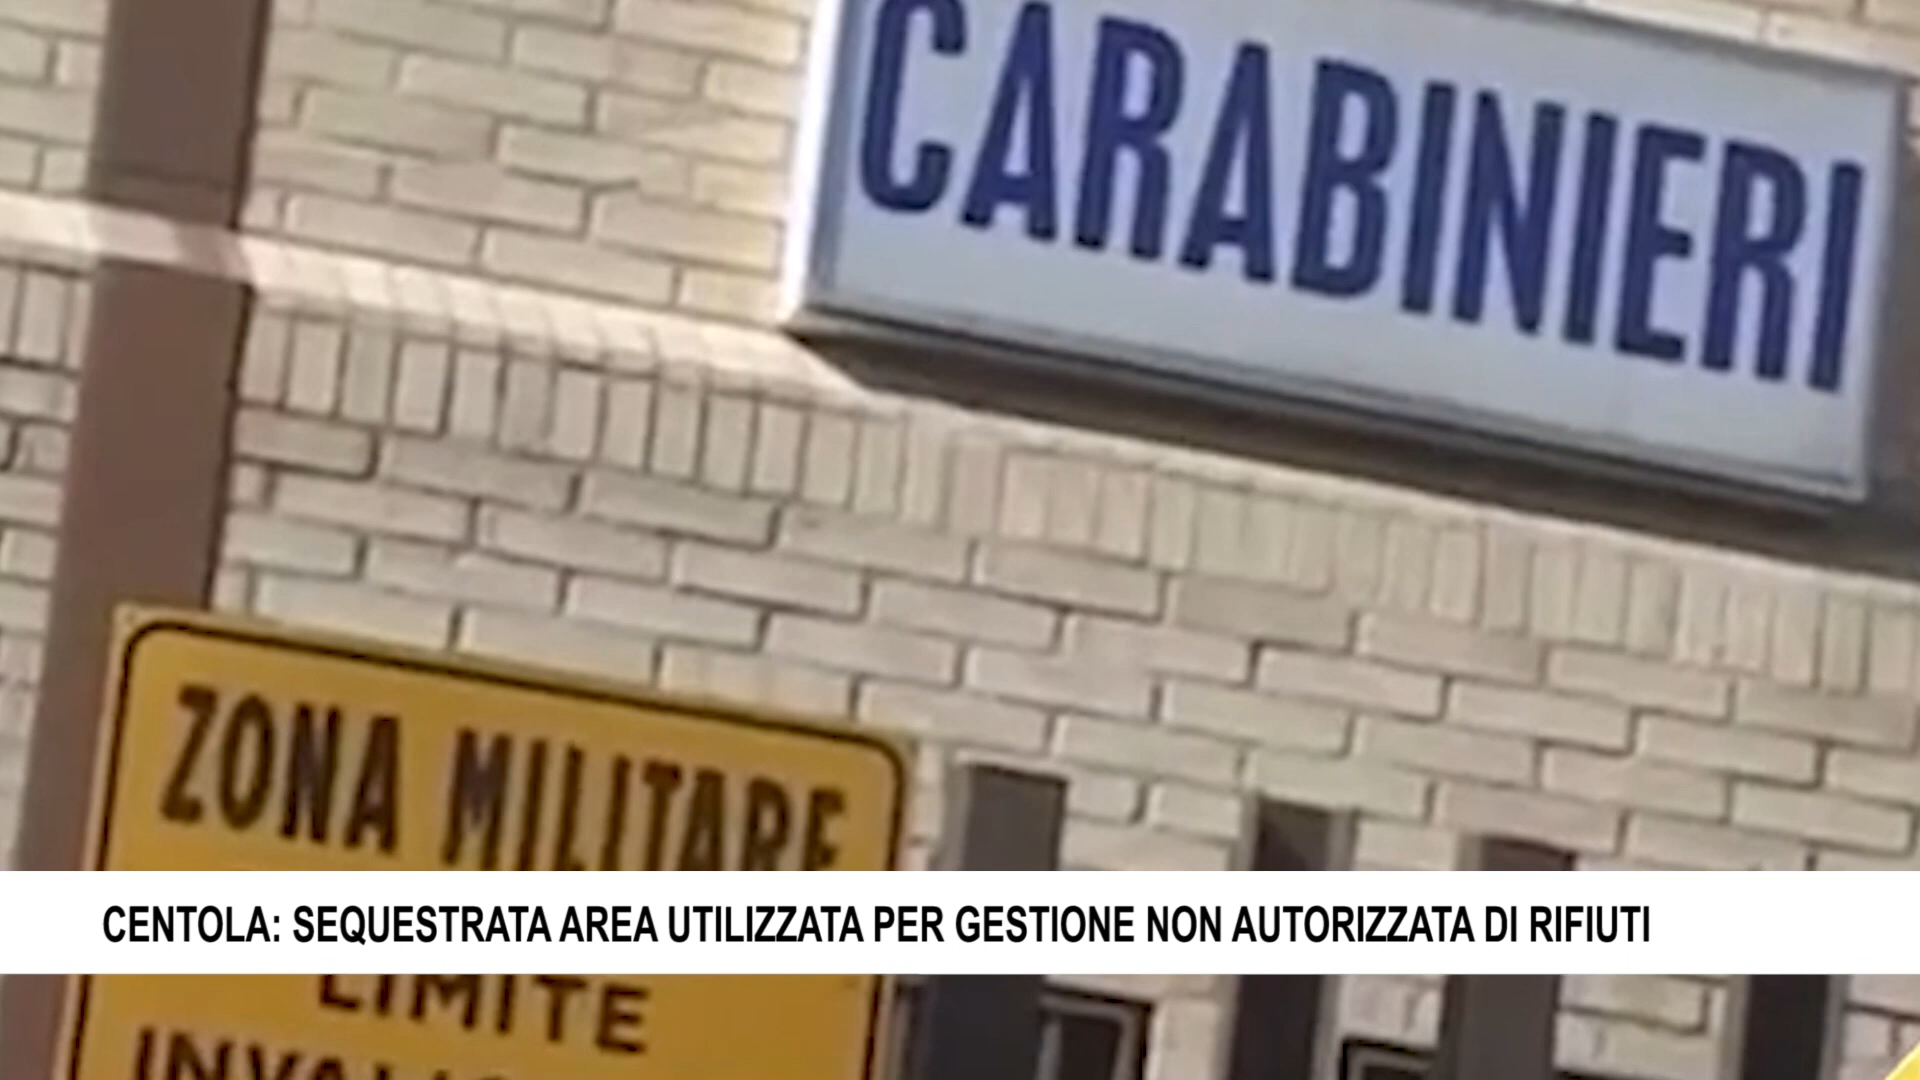 CARABINIERI
ZONA MILITARE
CENTOLA: SEQUESTRATA AREA UTILIZZATA PER GESTIONE NON AUTORIZZATA DI RIFIUTI
LIMITE